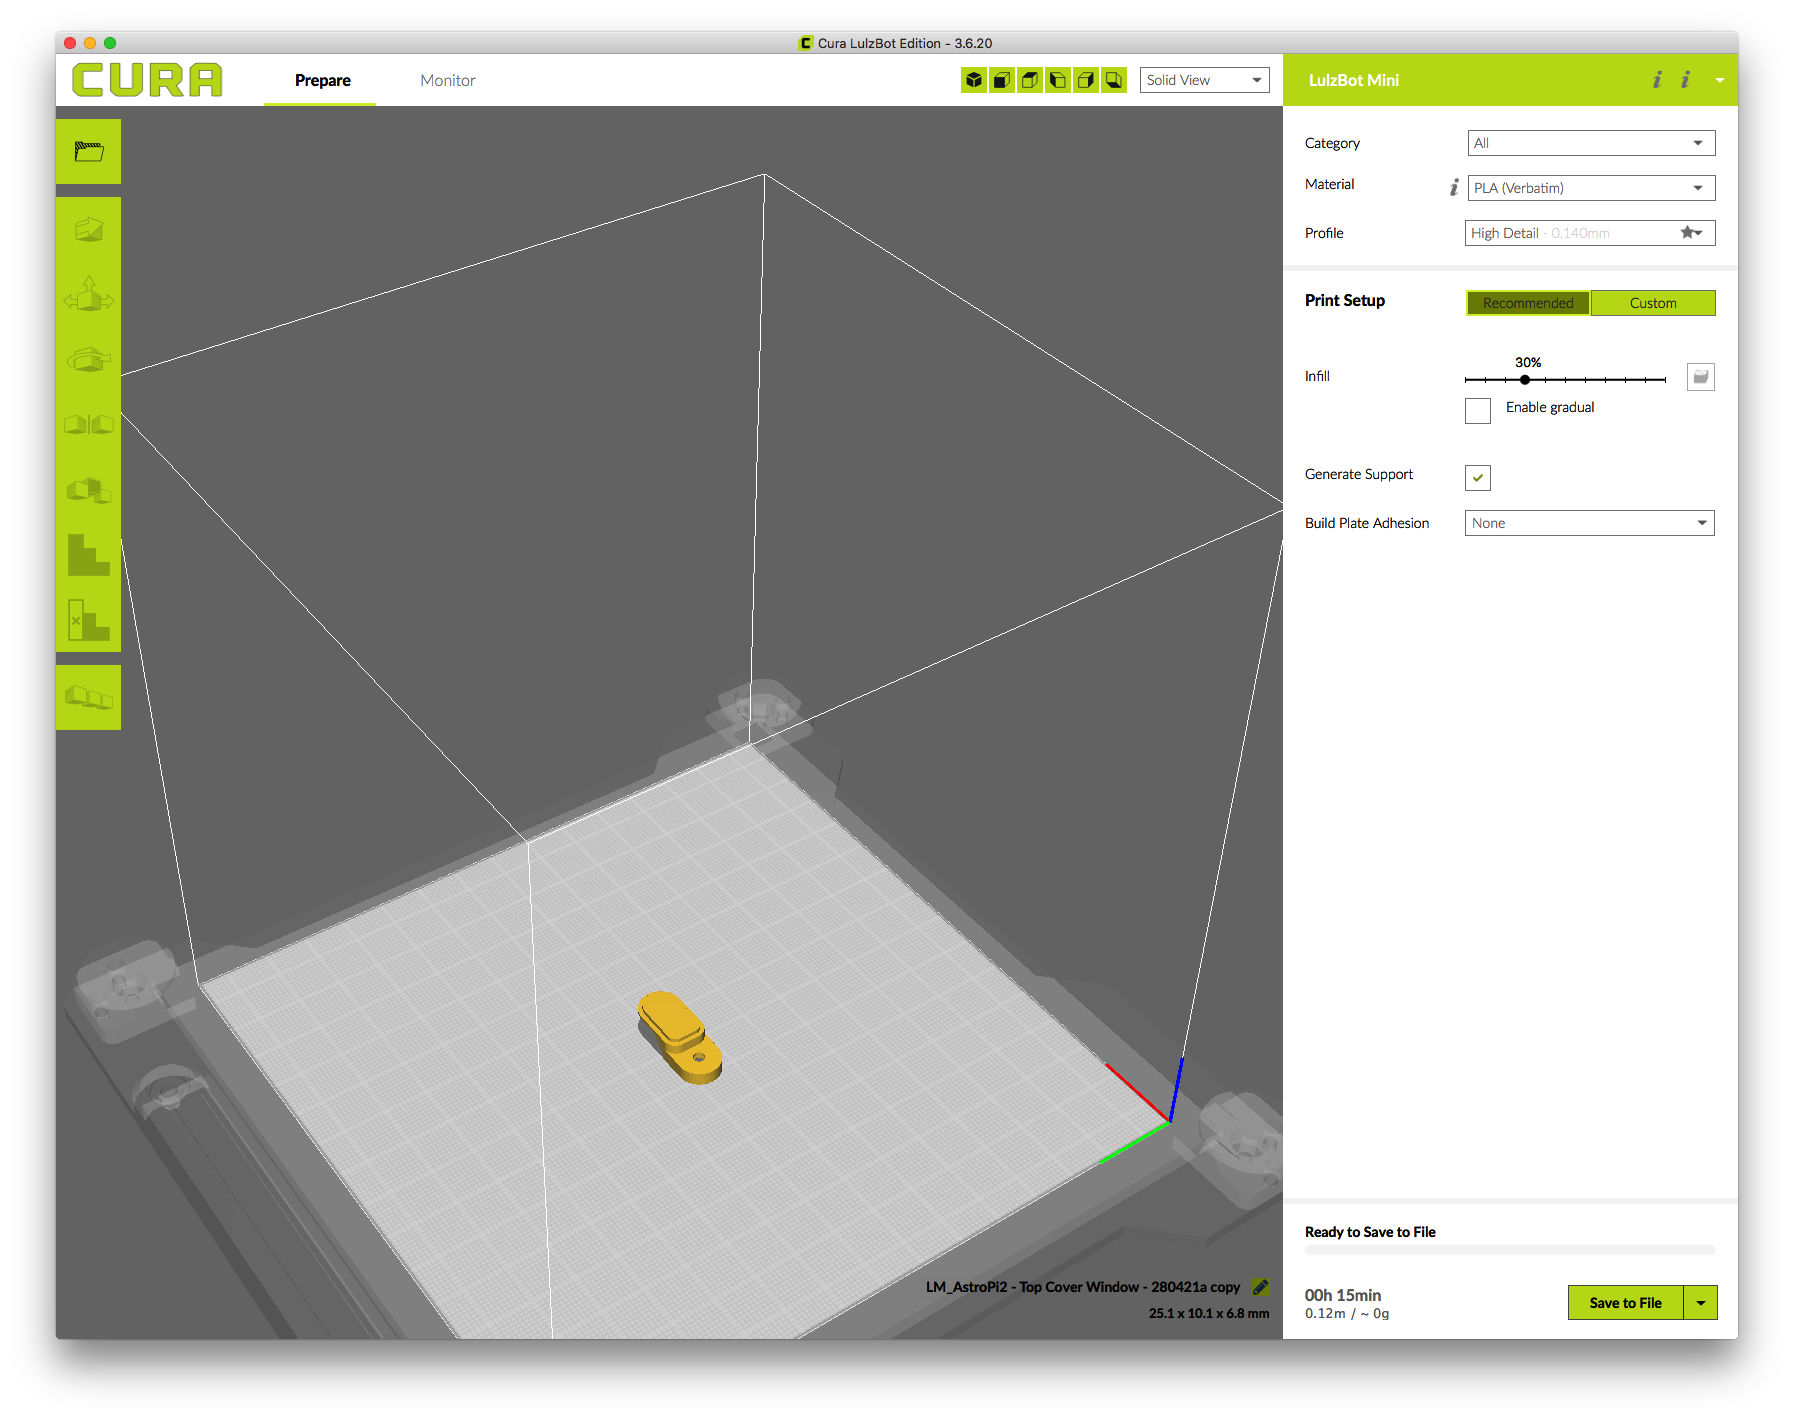 Cura LulzBot Edition - 3.6.20
CURA
Prepare
Monitor
Solid View
LulzBot Mini
Category
All
Material
PLA (Verbatim)
Profile
High Detail - 0.140mm
Print Setup
Recommended
Custom
30%
Infill
Enable gradual
Generate Support
Build Plate Adhesion
None
LM_AstroPi2 - Top Cover Window - 280421a copy
25.1 x 10.1 x 6.8 mm
Ready to Save to File
00h 15min
0.12m / ~ 0g
Save to File